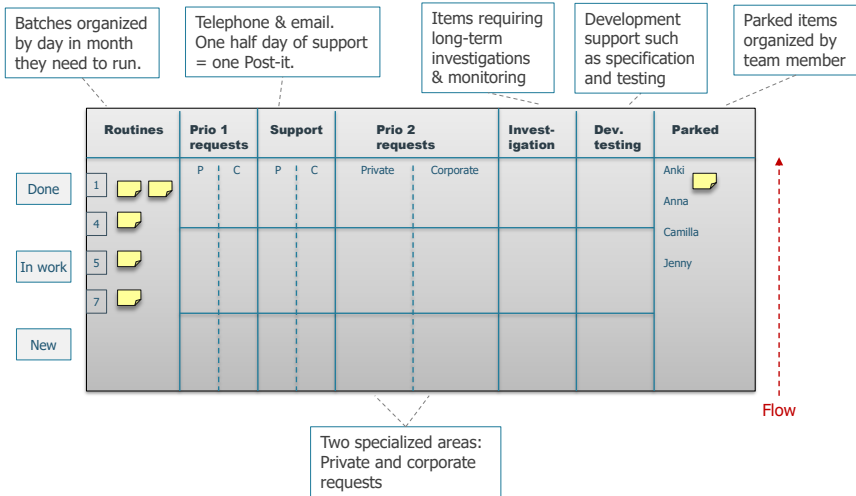 Batches organized
by day in month
they need to run.
Telephone & email.
One half day of support
= one Post-it.
Items requiring
long-term
investigations
& monitoring
Development
support such
as specification
and testing
Parked items
organized by
team member
Routines
Prio 1
requests
Support
Prio 2
requests
Invest-
igation
Dev.
testing
Parked
P C P C Private Corporate
Done
In work
New
1
4
5
7
Anki
Anna
Camilla
Jenny
Flow
Two specialized areas:
Private and corporate
requests